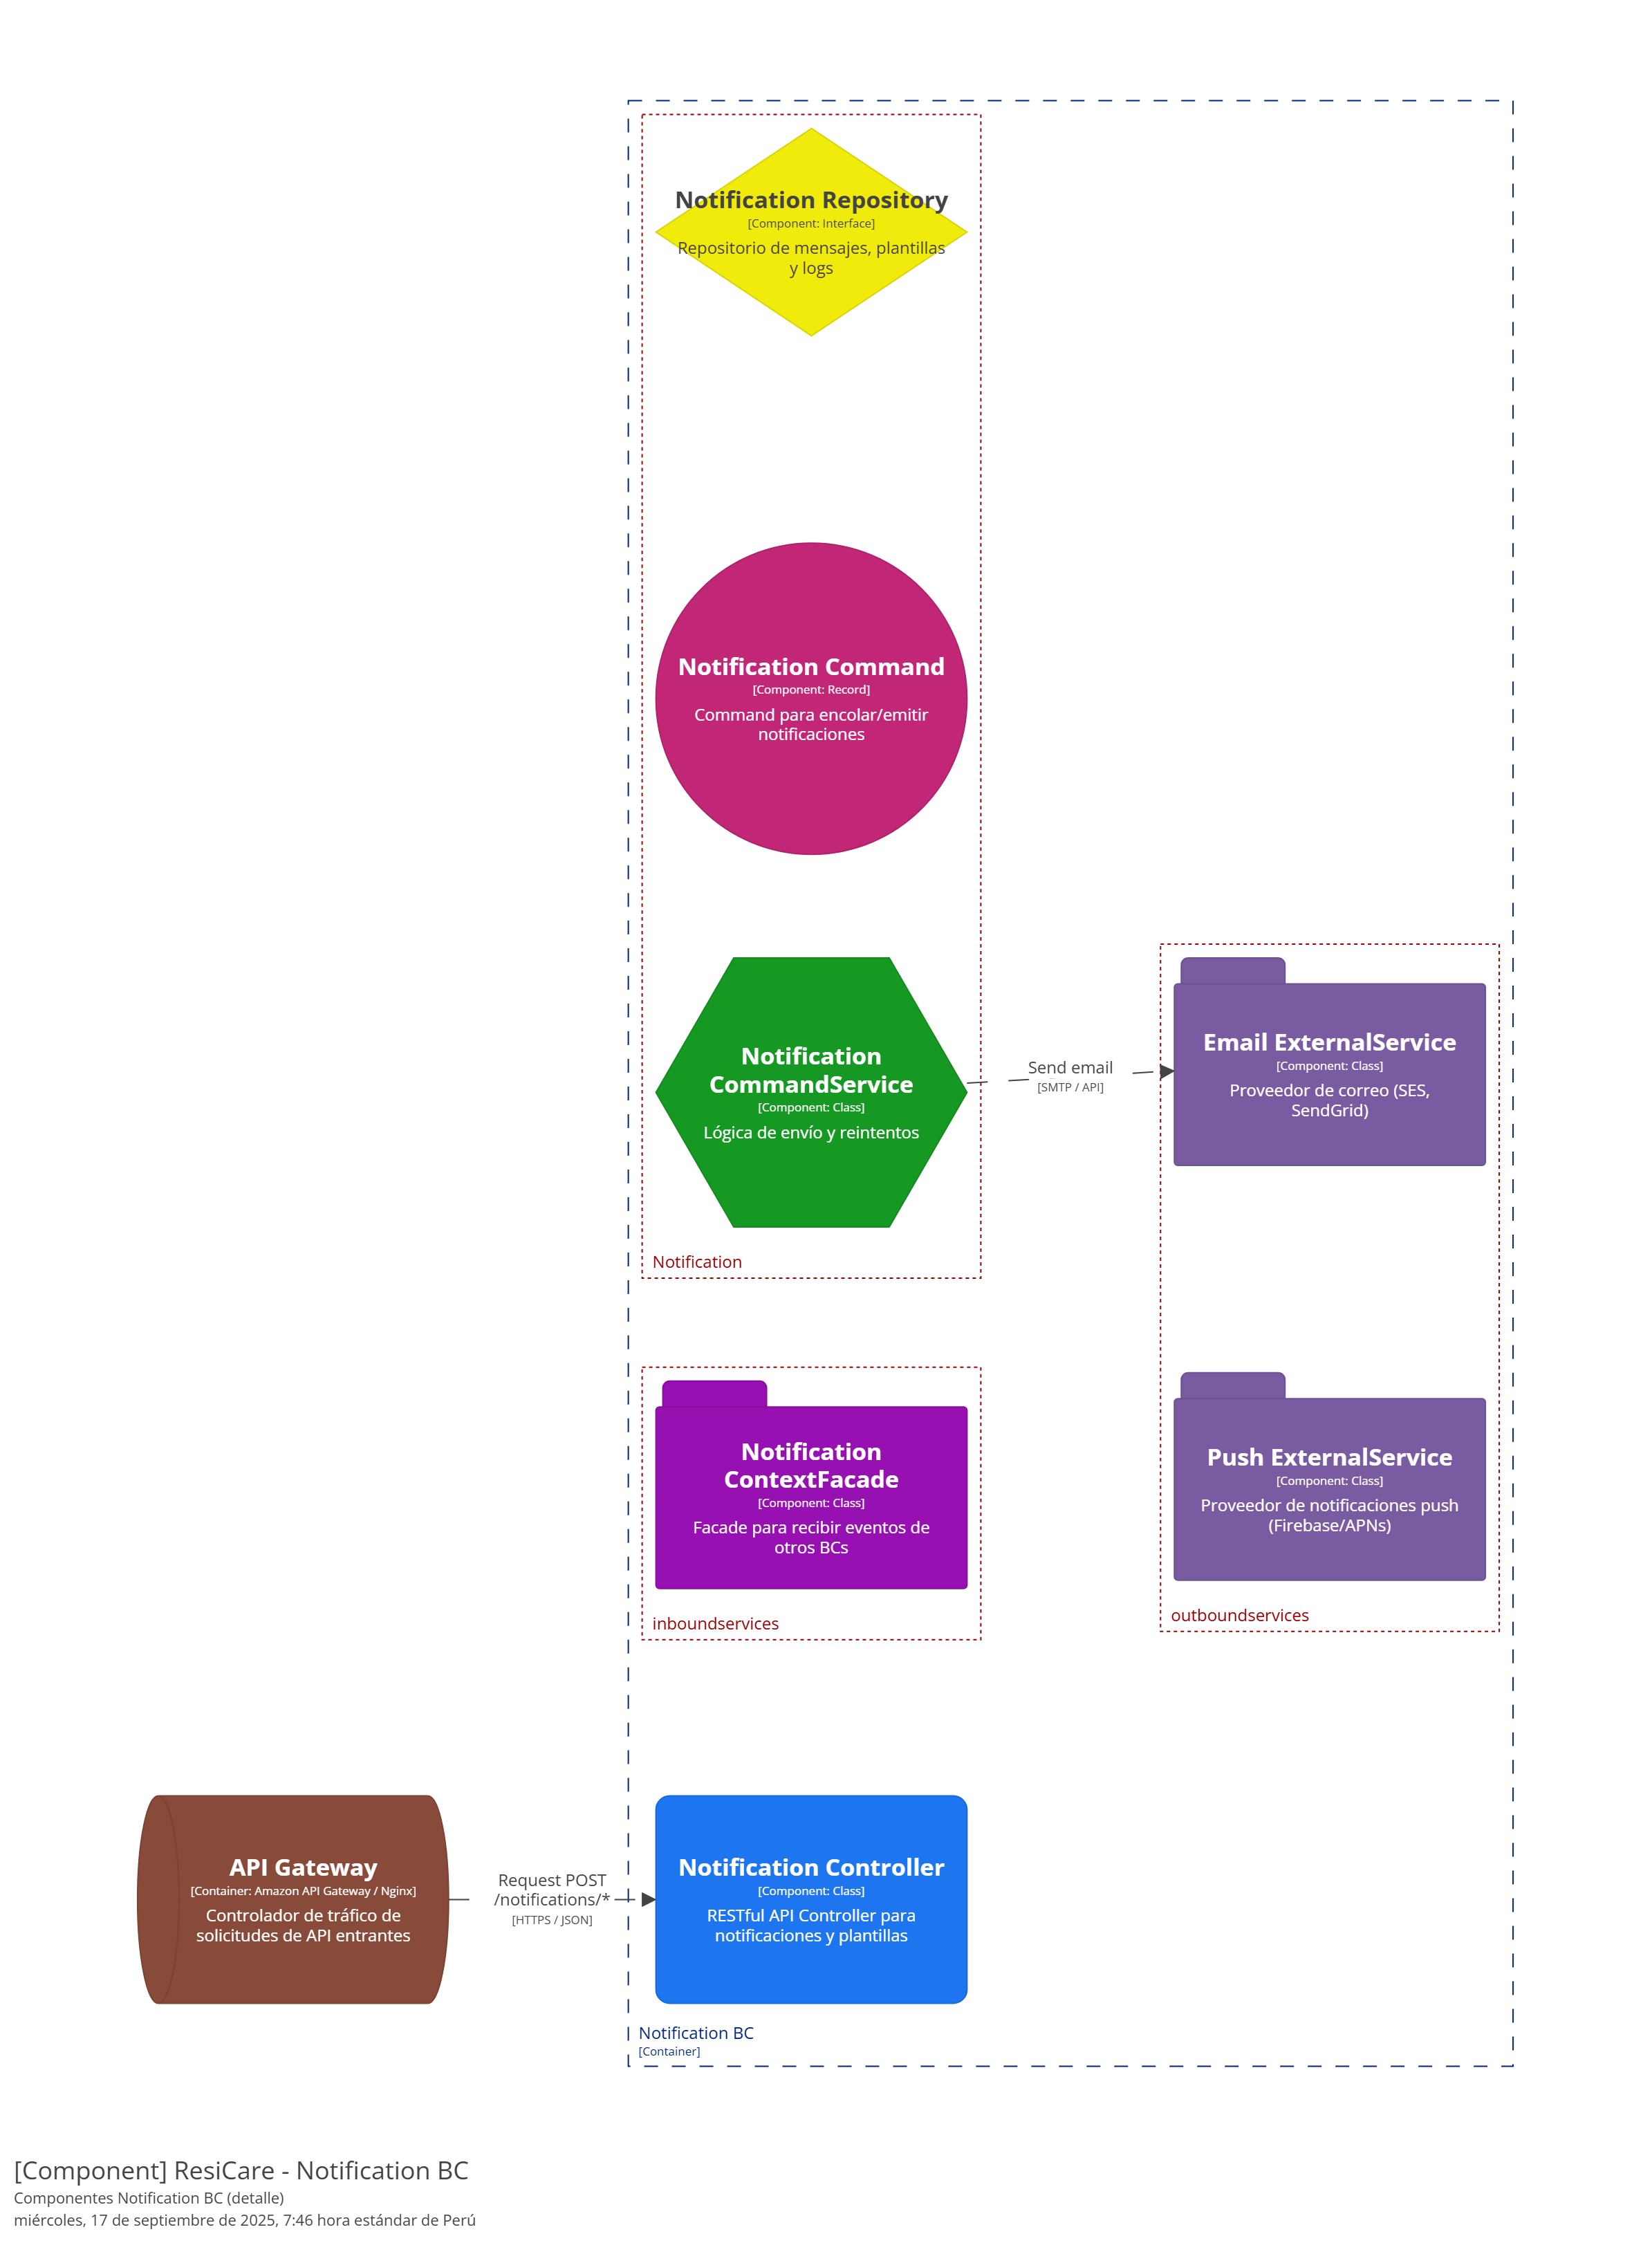 Notification Repository
[Component: Interface]
Repositorio de mensajes, plantillas
y logs
Notification Command
[Component: Record]
Command para encolar/emitir
notificaciones
Notification
CommandService
[Component: Class]
Lógica de envío y reintentos
Send email
[SMTP / API]
Email ExternalService
[Component: Class]
Proveedor de correo (SES,
SendGrid)
Notification
Notification
ContextFacade
[Component: Class]
Facade para recibir eventos de
otros BCs
inboundservices
Push ExternalService
[Component: Class]
Proveedor de notificaciones push
(Firebase/APNs)
outboundservices
API Gateway
[Container: Amazon API Gateway / Nginx]
Controlador de tráfico de
solicitudes de API entrantes
Request POST
/notifications/*
[HTTPS / JSON]
Notification Controller
[Component: Class]
RESTful API Controller para
notificaciones y plantillas
Notification BC
[Container]
[Component] ResiCare - Notification BC
Componentes Notification BC (detalle)
miércoles, 17 de septiembre de 2025, 7:46 hora estándar de Perú